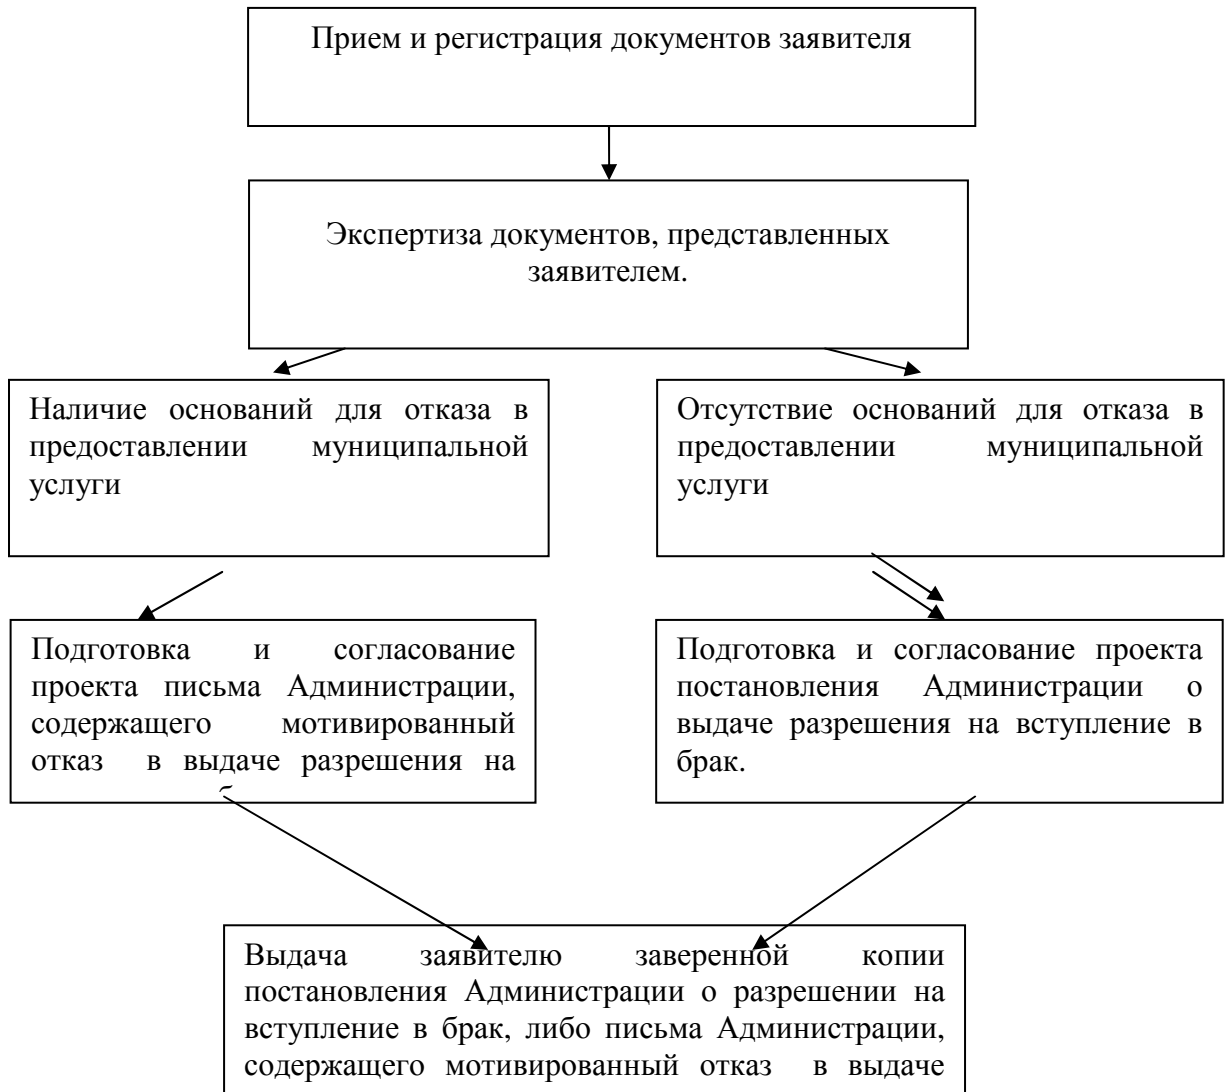 Прием и регистрация документов заявителя
Экспертиза документов, представленных
заявителем.
Наличие оснований для отказа в
предоставлении муниципальной
услуги
Отсутствие оснований для отказа в
предоставлении муниципальной
услуги
Подготовка и согласование
проекта письма Администрации,
содержащего мотивированный
отказ в выдаче разрешения на
Подготовка и согласование проекта
постановления Администрации о
выдаче разрешения на вступление в
брак.
Выдача заявителю заверенной копии
постановления Администрации о разрешении на
вступление в брак, либо письма Администрации,
содержащего мотивированный отказ в выдаче